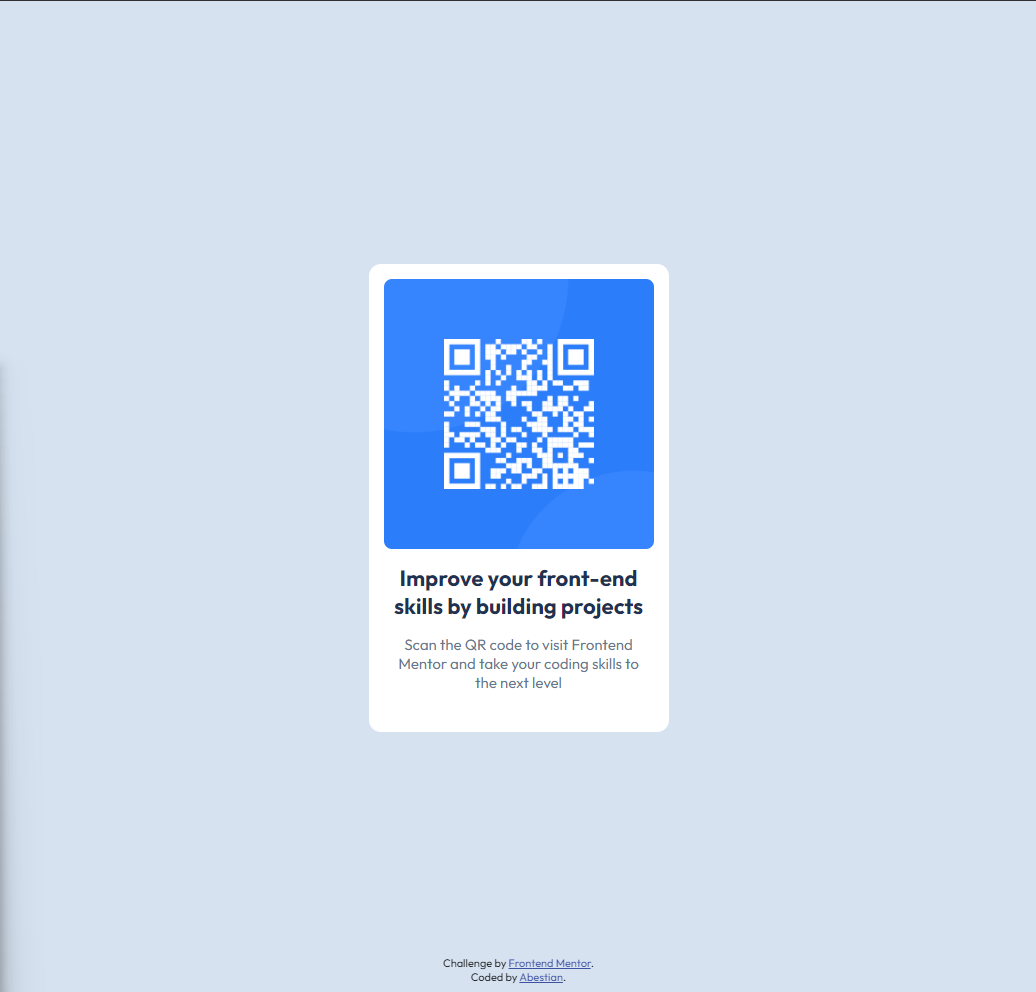 Improve your front-end
skills by building projects
Scan the QR code to visit Frontend
Mentor and take your coding skills to
the next level
Challenge by Frontend Mentor.
Coded by Abestian.